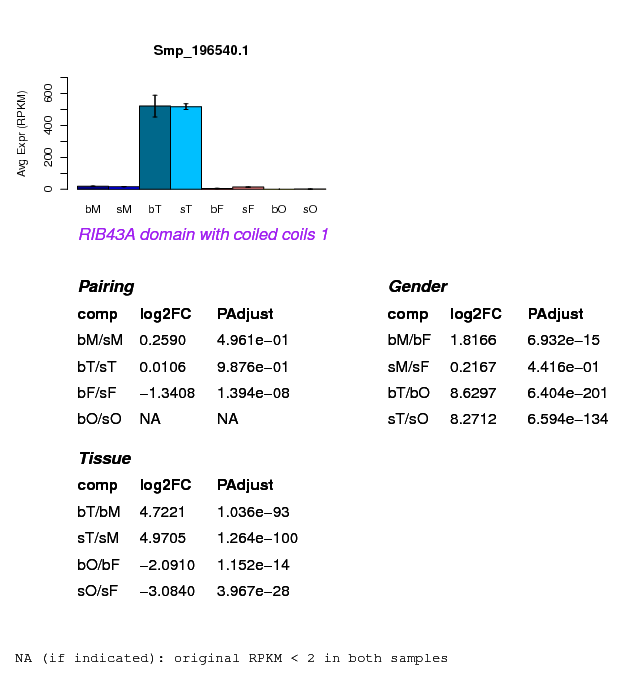 Smp_196540.1
Avg Expr (RPKM)
0 200 400 600
bM sM bT sT bF sF bO sO
RIB43A domain with coiled coils 1
Pairing
comp log2FC PAdjust
bM/sM 0.2590 4.961e−01
bT/sT 0.0106 9.876e−01
bF/sF −1.3408 1.394e−08
bO/sO NA NA
Gender
comp log2FC PAdjust
bM/bF 1.8166 6.932e−15
sM/sF 0.2167 4.416e−01
bT/bO 8.6297 6.404e−201
sT/sO 8.2712 6.594e−134
Tissue
comp log2FC PAdjust
bT/bM 4.7221 1.036e−93
sT/sM 4.9705 1.264e−100
bO/bF −2.0910 1.152e−14
sO/sF −3.0840 3.967e−28
NA (if indicated): original RPKM < 2 in both samples